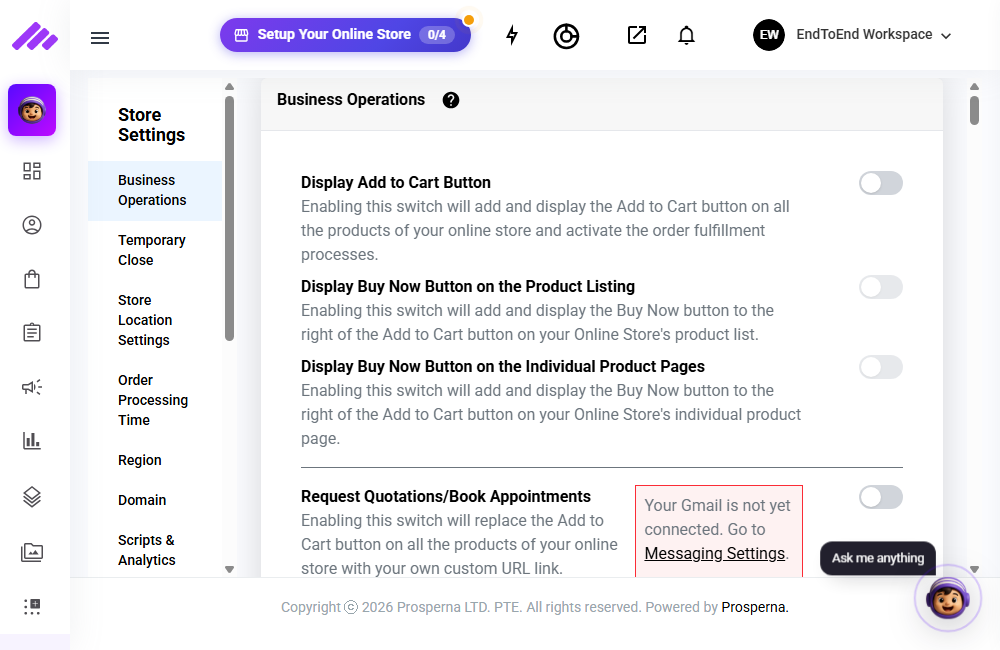 Setup Your Online Store 0/4
EW EndToEnd Workspace
Store
Settings
Business
Operations
Temporary
Close
Store
Location
Settings
Order
Processing
Time
Region
Domain
Scripts &
Analytics
Business Operations ?
Display Add to Cart Button
Enabling this switch will add and display the Add to Cart button on all
the products of your online store and activate the order fulfillment
processes.
Display Buy Now Button on the Product Listing
Enabling this switch will add and display the Buy Now button to the
right of the Add to Cart button on your Online Store's product list.
Display Buy Now Button on the Individual Product Pages
Enabling this switch will add and display the Buy Now button to the
right of the Add to Cart button on your Online Store's individual product
page.
Request Quotations/Book Appointments
Enabling this switch will replace the Add to
Cart button on all the products of your online
store with your own custom URL link.
Your Gmail is not yet
connected. Go to
Messaging Settings.
Ask me anything
Copyright © 2026 Prosperna LTD. PTE. All rights reserved. Powered by Prosperna.